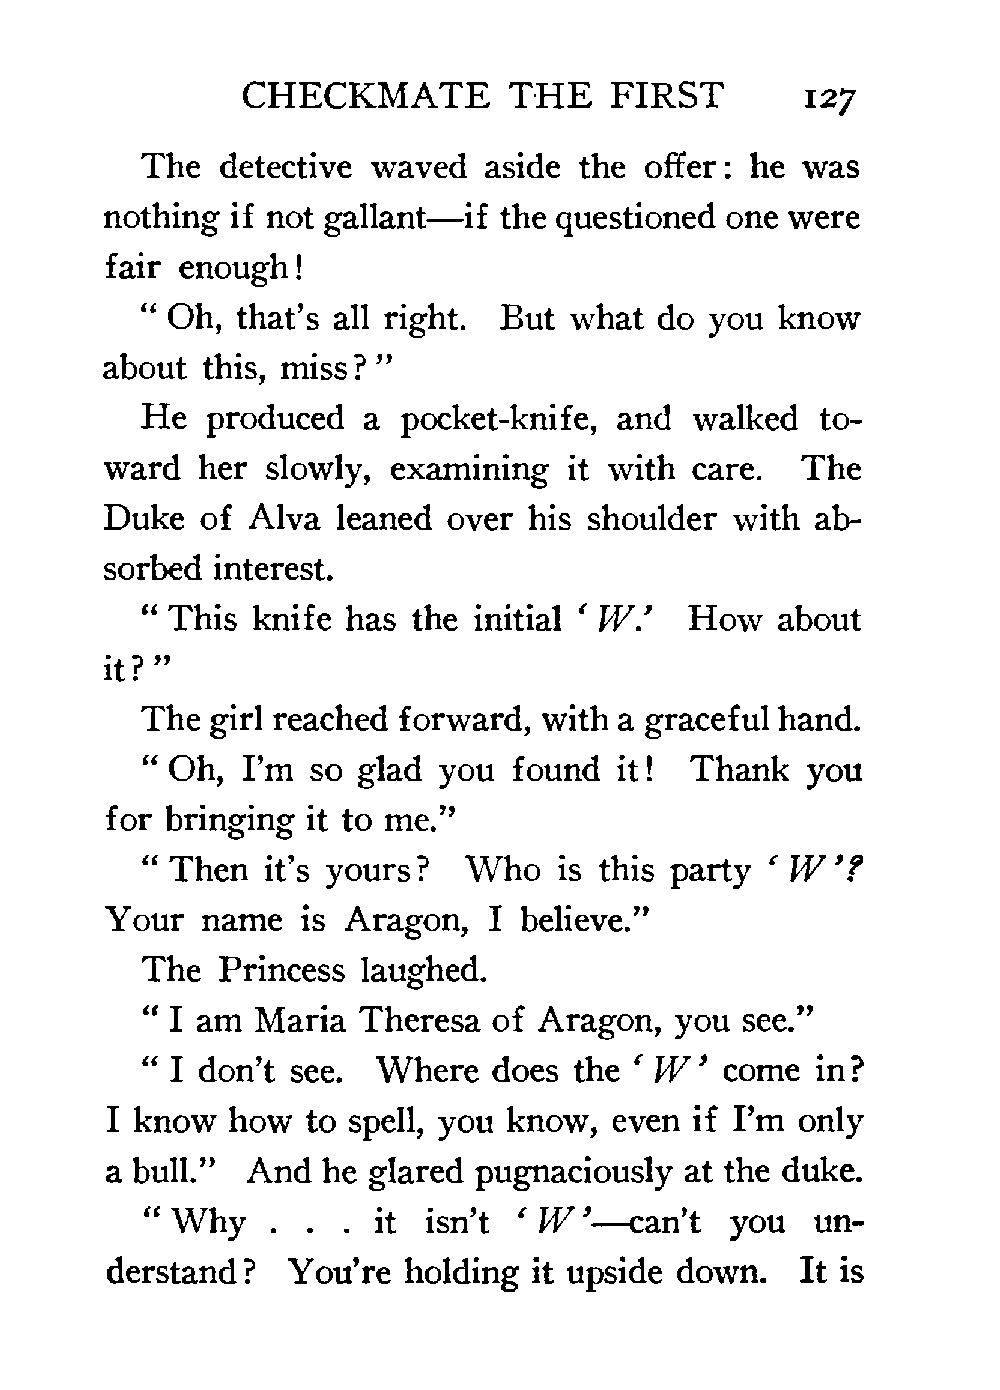 CHECKMATE THE FIRST 127
The detective waved aside the offer: he was
nothing if not gallant—if the questioned one were
fair enough!
“ Oh, that’s all right. But what do you know
about this, miss? ”
He produced a pocket-knife, and walked to-
ward her slowly, examining it with care. The
Duke of Alva leaned over his shoulder with ab-
sorbed interest.
“ This knife has the initial ‘ W.’ How about
it? ”
The girl reached forward, with a graceful hand.
“ Oh, I’m so glad you found it! Thank you
for bringing it to me.”
“ Then it’s yours? Who is this party ‘ W ’?
Your name is Aragon, I believe.”
The Princess laughed.
“ I am Maria Theresa of Aragon, you see.”
“ I don’t see. Where does the ‘ W ’ come in?
I know how to spell, you know, even if I’m only
a bull.” And he glared pugnaciously at the duke.
“ Why . . . it isn’t ‘ W ’—can’t you un-
derstand? You’re holding it upside down. It is